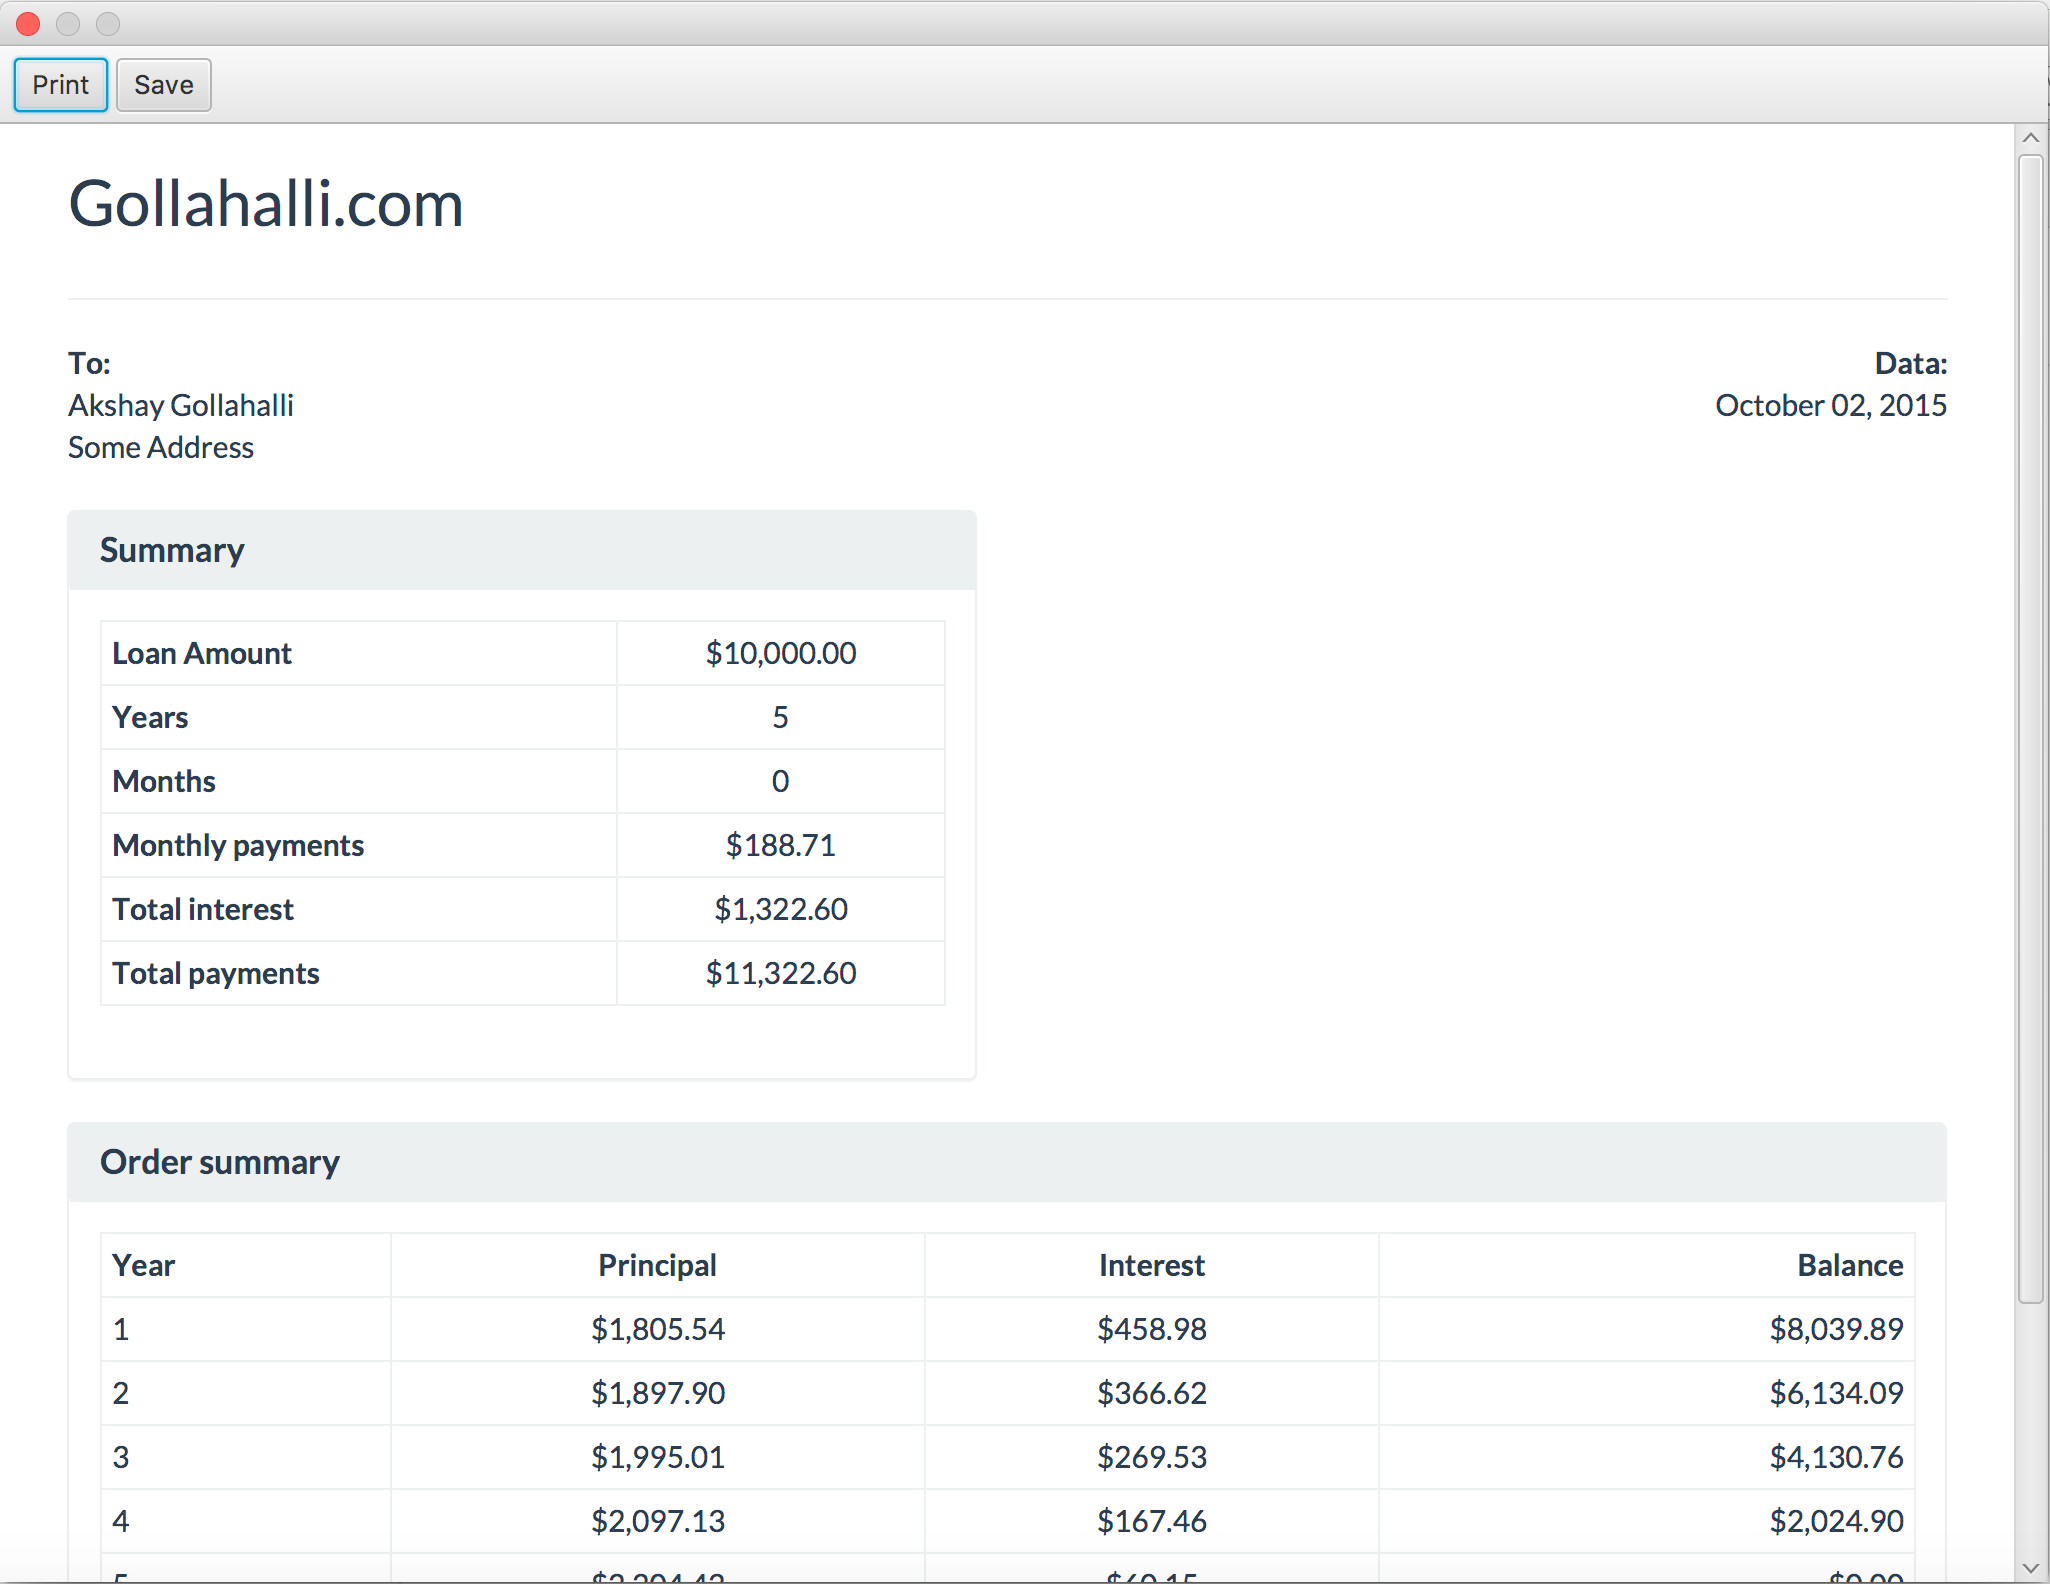 Print Save
Gollahalli.com
To: Data:
Akshay Gollahalli October 02, 2015
Some Address
Summary
Loan Amount $10,000.00
Years 5
Months 0
Monthly payments $188.71
Total interest $1,322.60
Total payments $11,322.60
Order summary
Year Principal Interest Balance
1 $1,805.54 $458.98 $8,039.89
2 $1,897.90 $366.62 $6,134.09
3 $1,995.01 $269.53 $4,130.76
4 $2,097.13 $167.46 $2,024.90